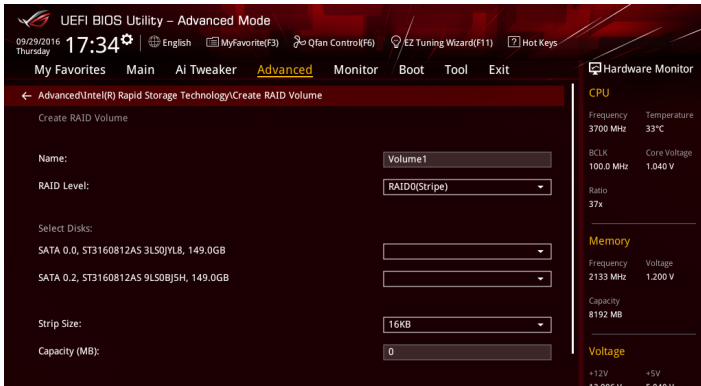 UEFI BIOS Utility – Advanced Mode
09/29/2016 Thursday 17:34 English MyFavorite(F3) Qfan Control(F6) EZ Tuning Wizard(F11) ? Hot Keys
My Favorites Main Ai Tweaker Advanced Monitor Boot Tool Exit
Hardware Monitor
← Advanced\Intel(R) Rapid Storage Technology\Create RAID Volume
Create RAID Volume
Name: Volume1
RAID Level: RAID0(Stripe)
Select Disks:
SATA 0.0, ST3160812AS 3LS0JYL8, 149.0GB
SATA 0.2, ST3160812AS 9LS0BJ5H, 149.0GB
Strip Size: 16KB
Capacity (MB): 0
CPU
Frequency Temperature
3700 MHz 33°C
BCLK Core Voltage
100.0 MHz 1.040 V
Ratio
37x
Memory
Frequency Voltage
2133 MHz 1.200 V
Capacity
8192 MB
Voltage
+12V +5V